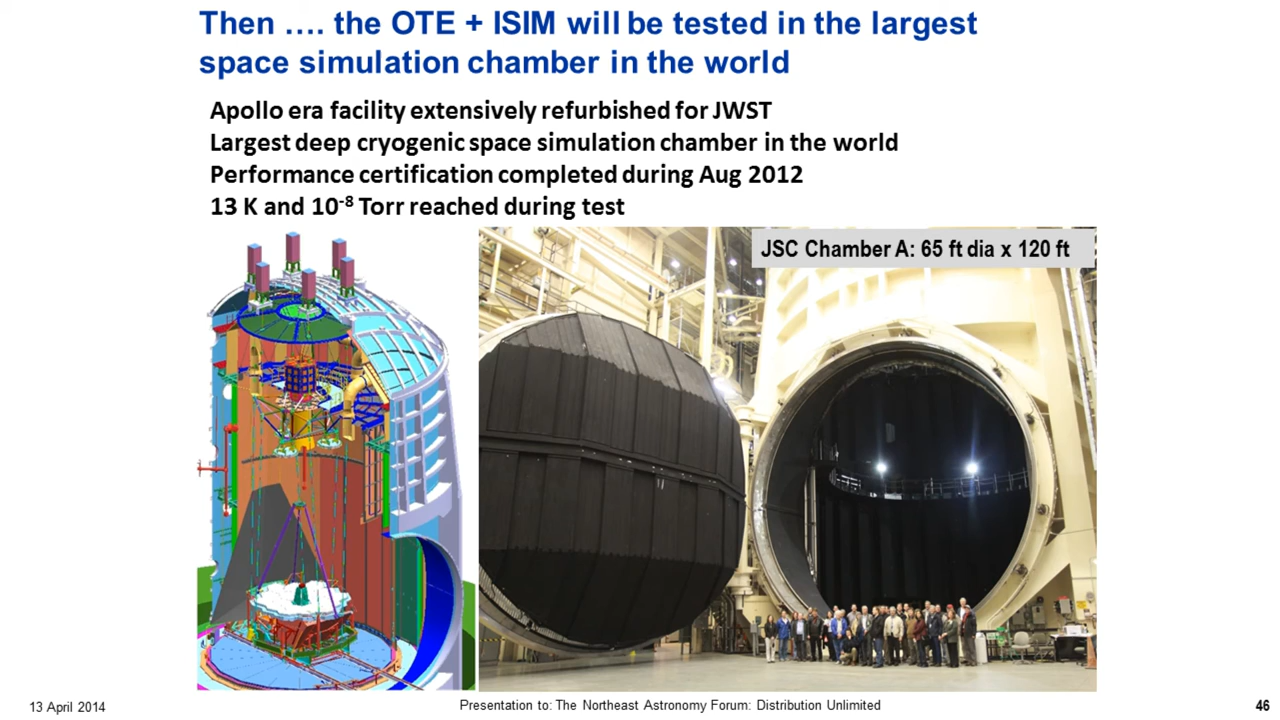 Then …. the OTE + ISIM will be tested in the largest
space simulation chamber in the world
Apollo era facility extensively refurbished for JWST
Largest deep cryogenic space simulation chamber in the world
Performance certification completed during Aug 2012
13 K and 10⁻⁸ Torr reached during test
JSC Chamber A: 65 ft dia x 120 ft
13 April 2014
Presentation to: The Northeast Astronomy Forum: Distribution Unlimited
46